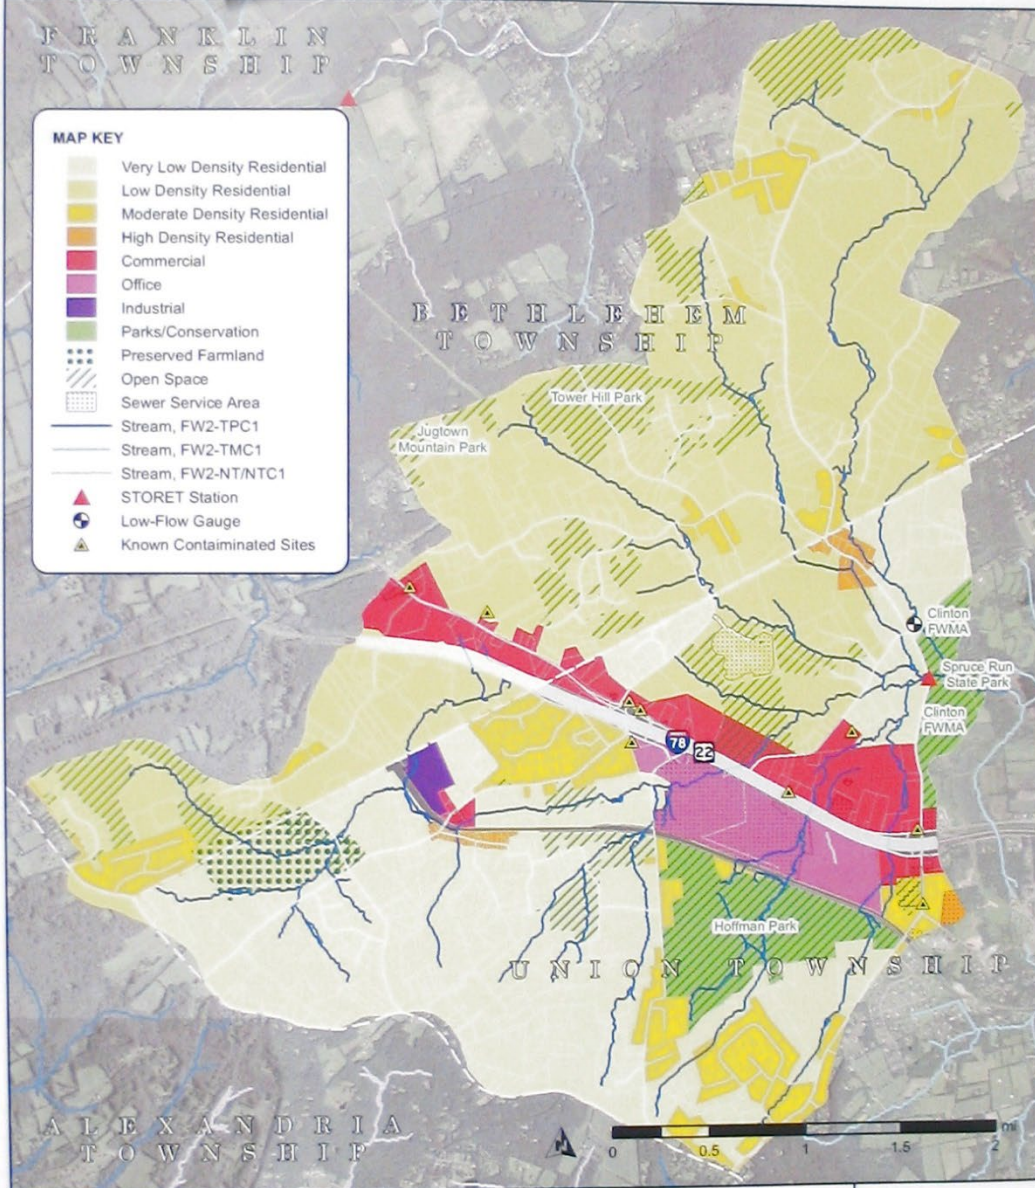 FRANKLIN
TOWNSHIP
MAP KEY
Very Low Density Residential
Low Density Residential
Moderate Density Residential
High Density Residential
Commercial
Office
Industrial
Parks/Conservation
Preserved Farmland
Open Space
Sewer Service Area
Stream, FW2-TPC1
Stream, FW2-TMC1
Stream, FW2-NT/NTC1
STORET Station
Low-Flow Gauge
Known Contaiminated Sites
BETHLEHEM
TOWNSHIP
Tower Hill Park
Jugtown
Mountain Park
Clinton
FWMA
Spruce Run
State Park
Clinton
FWMA
78
22
Hoffman Park
UNION TOWNSHIP
ALEXANDRIA
TOWNSHIP
N
mi
0 0.5 1 1.5 2